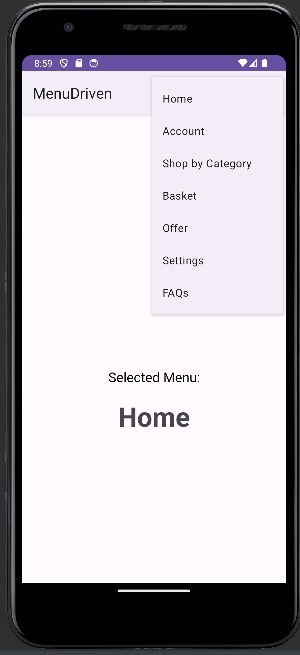 8:59
MenuDriven
Home
Account
Shop by Category
Basket
Offer
Settings
FAQs
Selected Menu:
Home